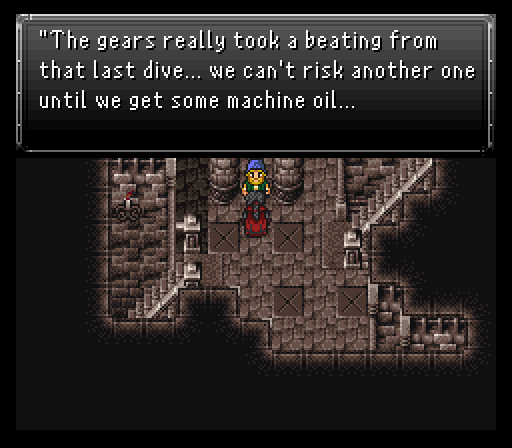 "The gears really took a beating from
that last dive... we can't risk another one
until we get some machine oil...